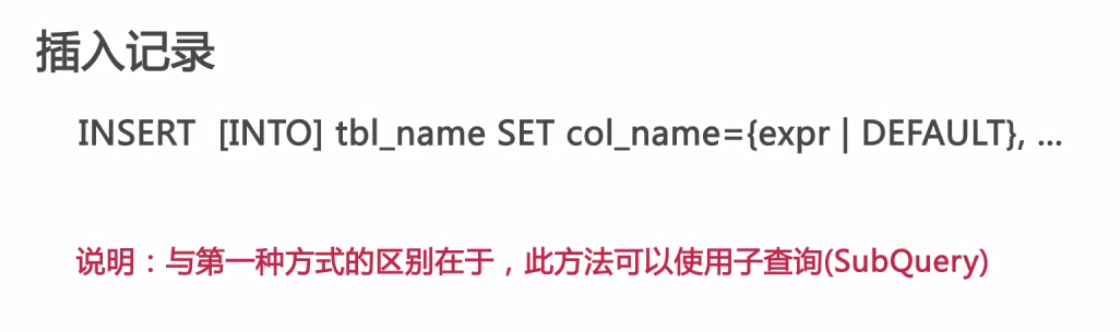 插入记录
INSERT [INTO] tbl_name SET col_name={expr | DEFAULT}, ...
说明：与第一种方式的区别在于，此方法可以使用子查询(SubQuery)